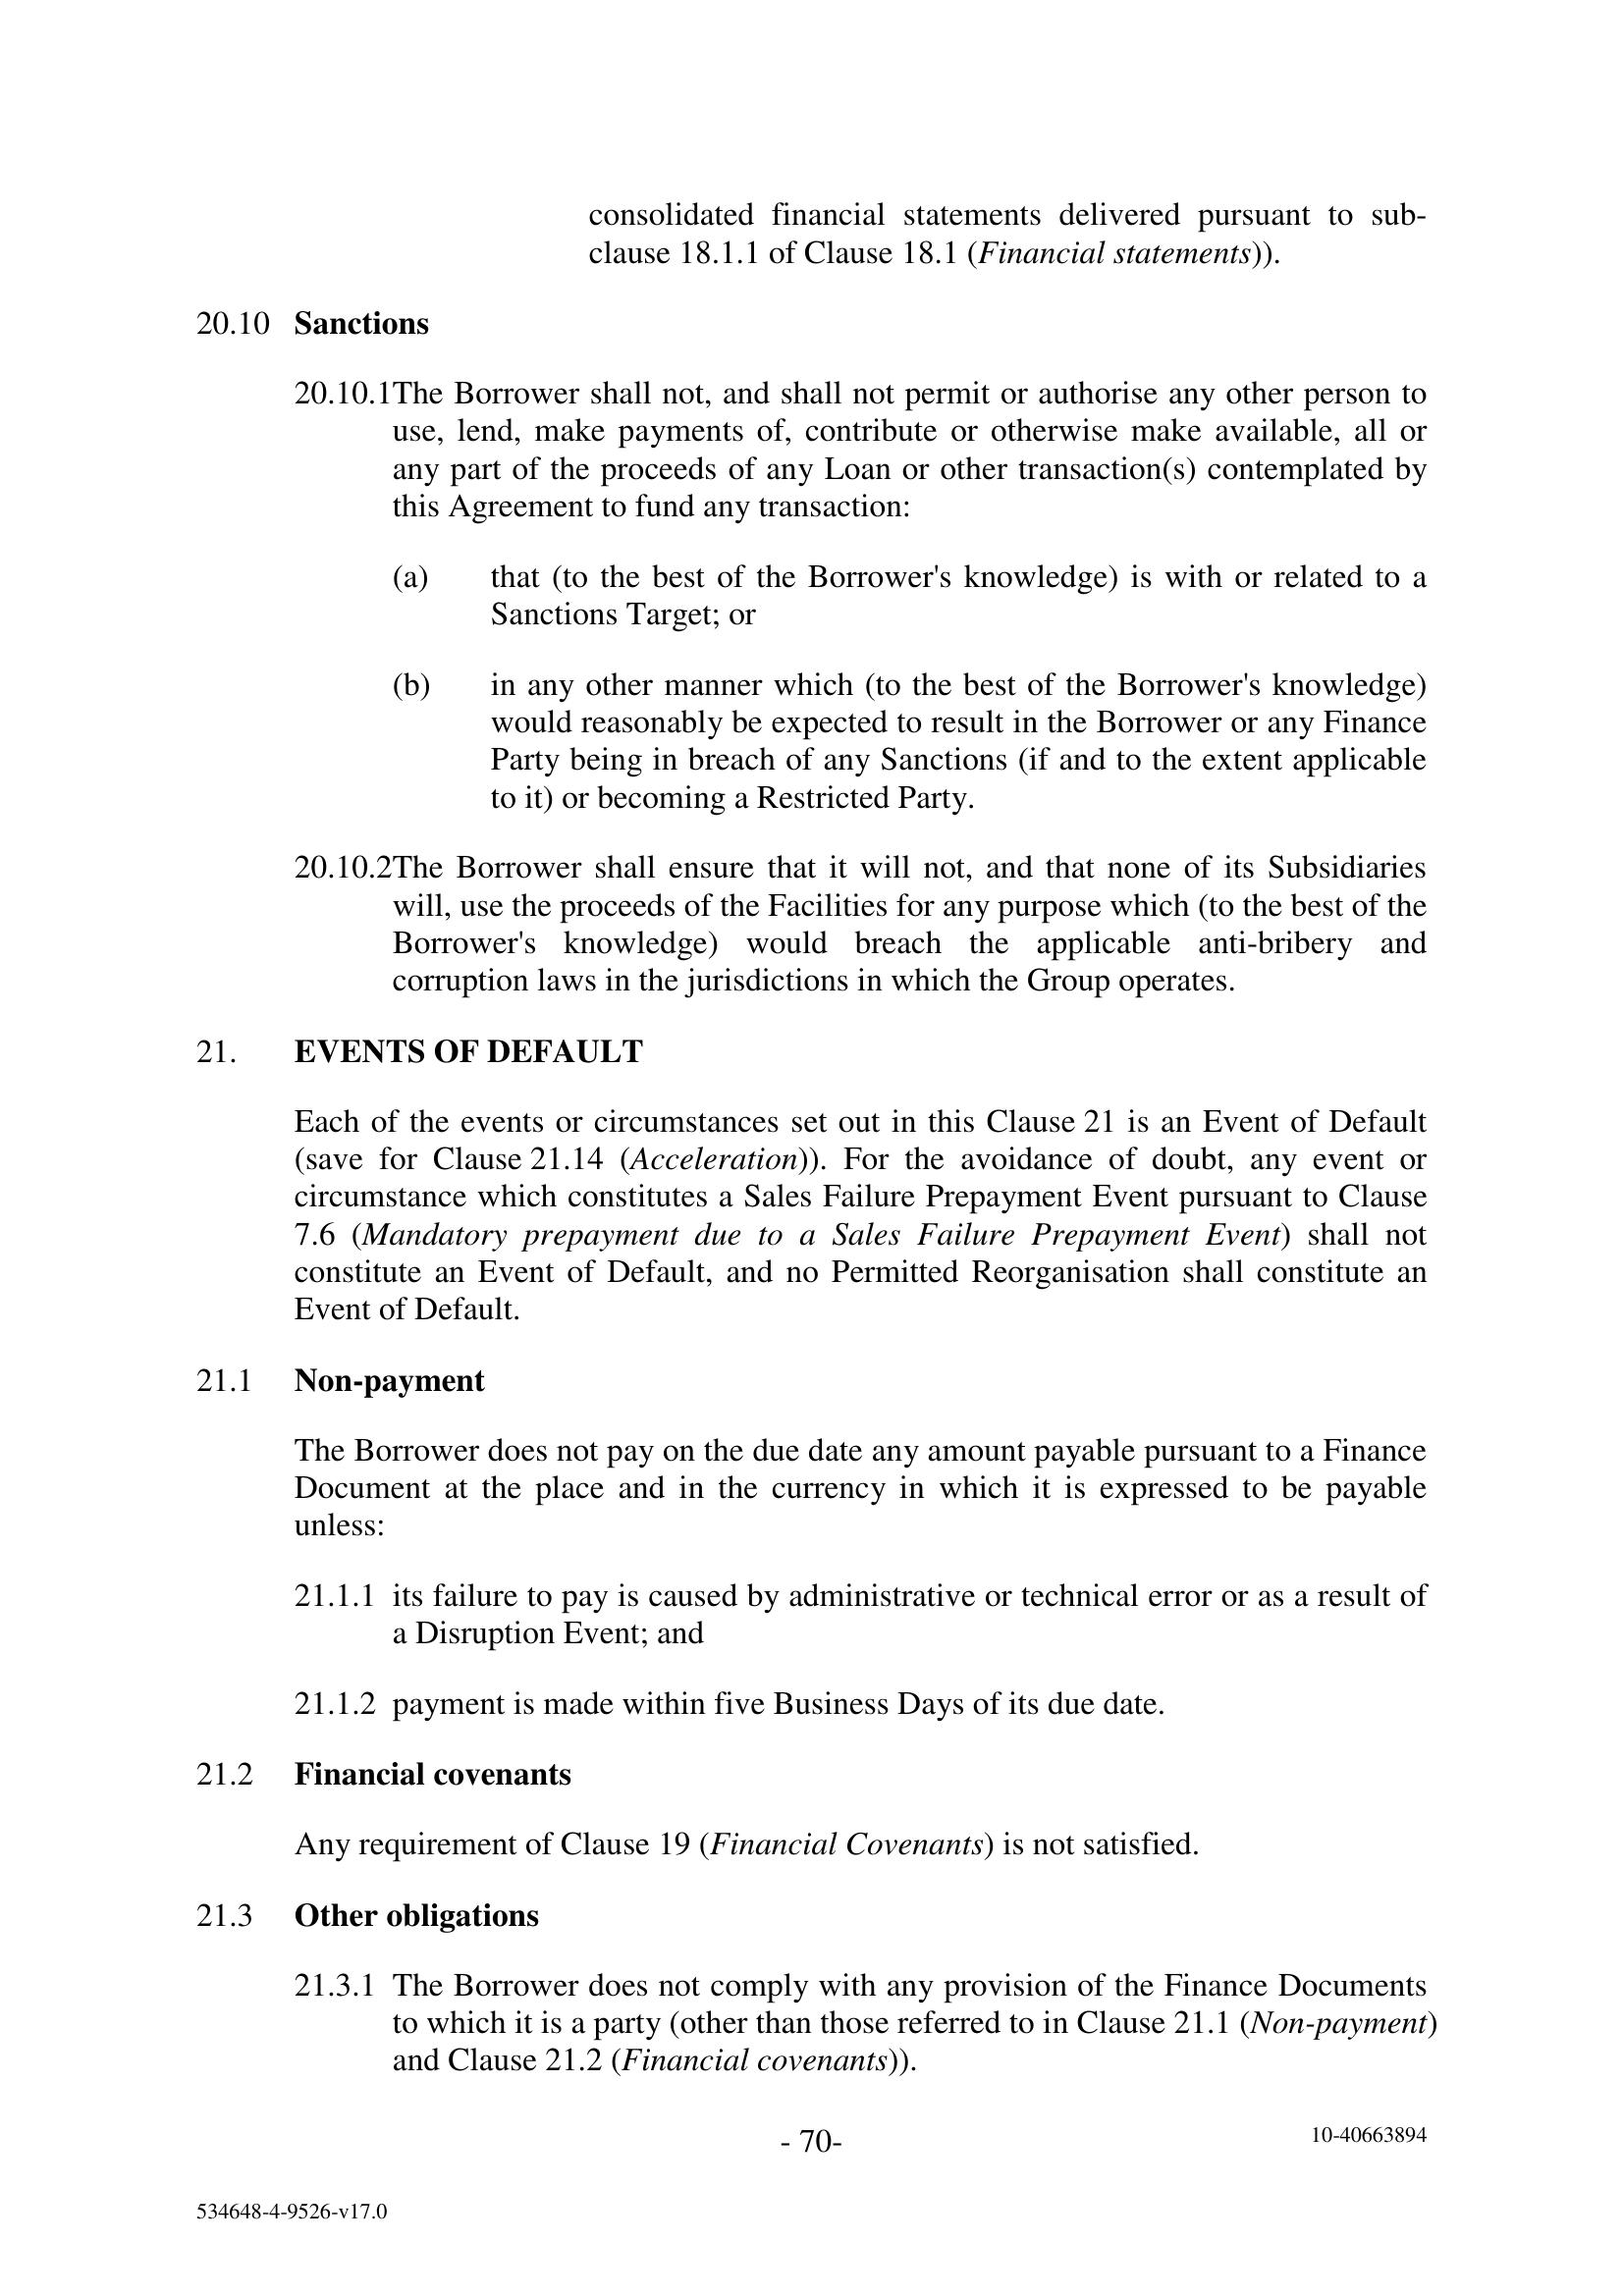 consolidated financial statements delivered pursuant to sub-
clause 18.1.1 of Clause 18.1 (Financial statements)).
20.10 Sanctions
20.10.1The Borrower shall not, and shall not permit or authorise any other person to
use, lend, make payments of, contribute or otherwise make available, all or
any part of the proceeds of any Loan or other transaction(s) contemplated by
this Agreement to fund any transaction:
(a) that (to the best of the Borrower's knowledge) is with or related to a
Sanctions Target; or
(b) in any other manner which (to the best of the Borrower's knowledge)
would reasonably be expected to result in the Borrower or any Finance
Party being in breach of any Sanctions (if and to the extent applicable
to it) or becoming a Restricted Party.
20.10.2The Borrower shall ensure that it will not, and that none of its Subsidiaries
will, use the proceeds of the Facilities for any purpose which (to the best of the
Borrower's knowledge) would breach the applicable anti-bribery and
corruption laws in the jurisdictions in which the Group operates.
21. EVENTS OF DEFAULT
Each of the events or circumstances set out in this Clause 21 is an Event of Default
(save for Clause 21.14 (Acceleration)). For the avoidance of doubt, any event or
circumstance which constitutes a Sales Failure Prepayment Event pursuant to Clause
7.6 (Mandatory prepayment due to a Sales Failure Prepayment Event) shall not
constitute an Event of Default, and no Permitted Reorganisation shall constitute an
Event of Default.
21.1 Non-payment
The Borrower does not pay on the due date any amount payable pursuant to a Finance
Document at the place and in the currency in which it is expressed to be payable
unless:
21.1.1 its failure to pay is caused by administrative or technical error or as a result of
a Disruption Event; and
21.1.2 payment is made within five Business Days of its due date.
21.2 Financial covenants
Any requirement of Clause 19 (Financial Covenants) is not satisfied.
21.3 Other obligations
21.3.1 The Borrower does not comply with any provision of the Finance Documents
to which it is a party (other than those referred to in Clause 21.1 (Non-payment)
and Clause 21.2 (Financial covenants)).
- 70-
10-40663894
534648-4-9526-v17.0